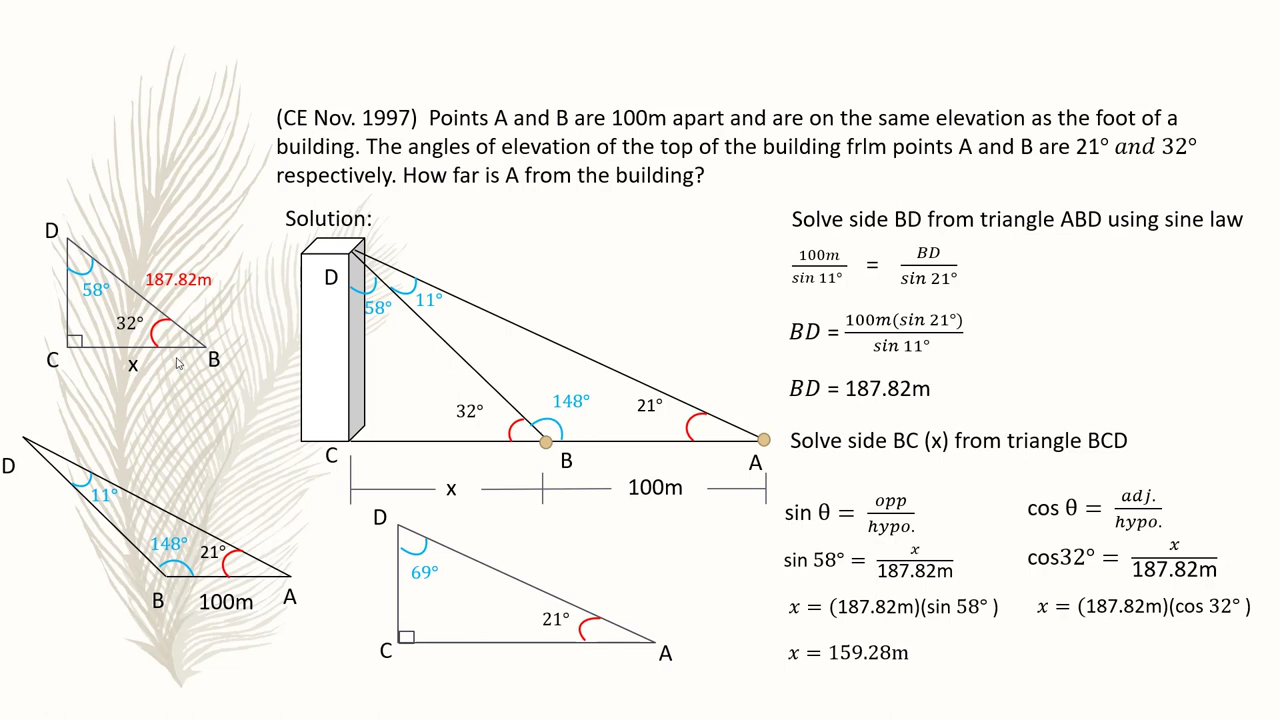 (CE Nov. 1997)  Points A and B are 100m apart and are on the same elevation as the foot of a
building. The angles of elevation of the top of the building frlm points A and B are 21° and 32°
respectively. How far is A from the building?
Solution:
D
58°
187.82m
32°
C
x
B
D
58°
11°
32°
148°
21°
C
B
A
x
100m
D
11°
148°
21°
B
100m
A
D
69°
21°
C
A
Solve side BD from triangle ABD using sine law
100m/sin 11° = BD/sin 21°
BD = 100m(sin 21°)/sin 11°
BD = 187.82m
Solve side BC (x) from triangle BCD
sin θ = opp/hypo.
sin 58° = x/187.82m
x = (187.82m)(sin 58° )
x = 159.28m
cos θ = adj./hypo.
cos32° = x/187.82m
x = (187.82m)(cos 32° )